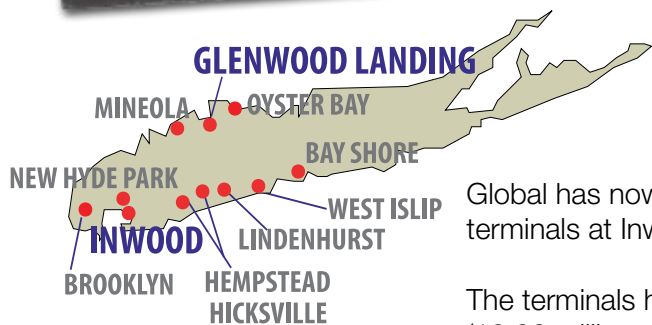 GLENWOOD LANDING
MINEOLA
OYSTER BAY
BAY SHORE
NEW HYDE PARK
WEST ISLIP
INWOOD
LINDENHURST
BROOKLYN
HEMPSTEAD
HICKSVILLE
Global has now
terminals at Inw
The terminals h